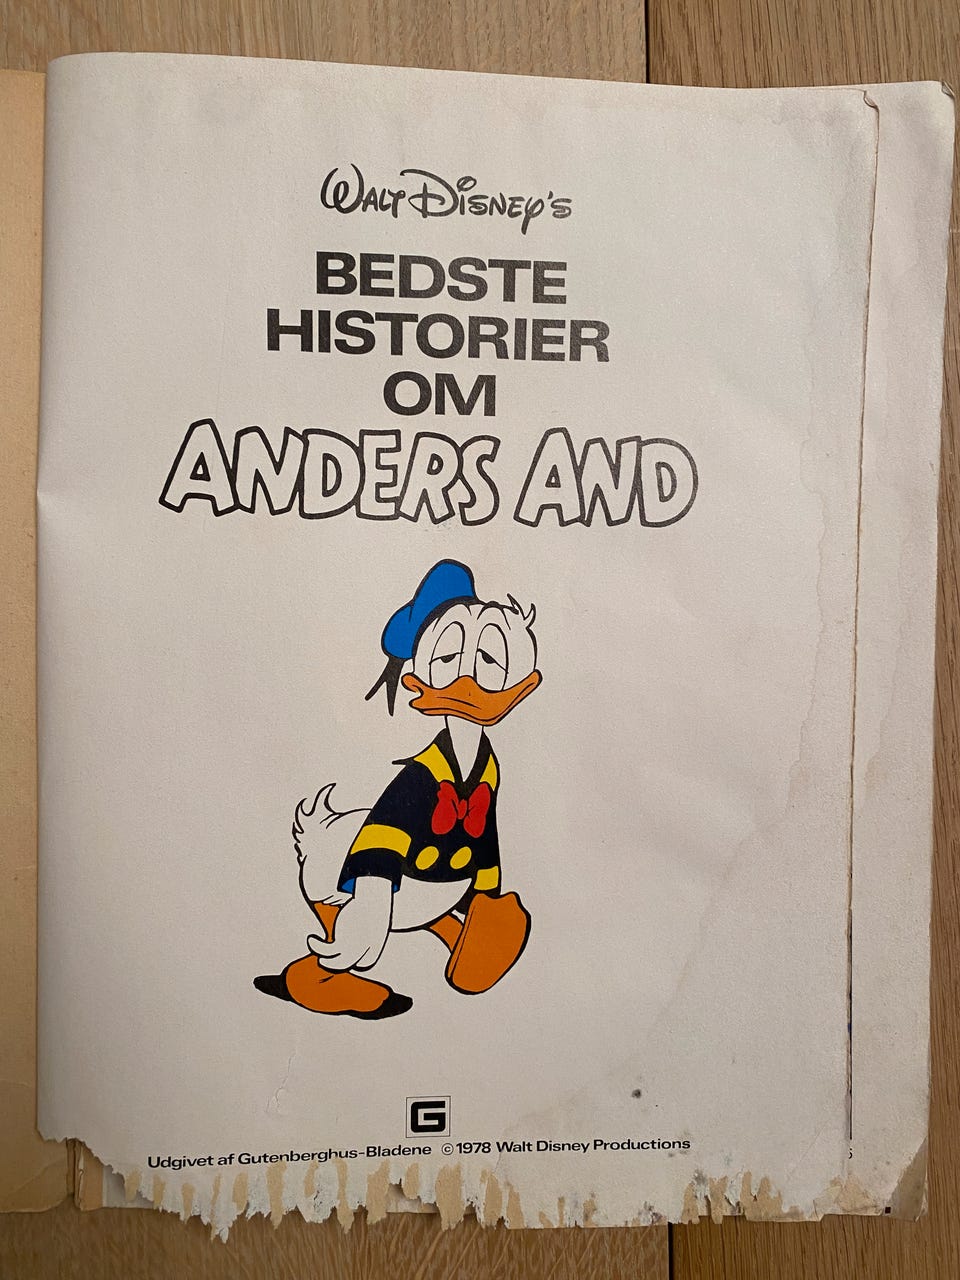 Walt Disney's
BEDSTE
HISTORIER
OM
ANDERS AND
G
Udgivet af Gutenberghus-Bladene © 1978 Walt Disney Productions